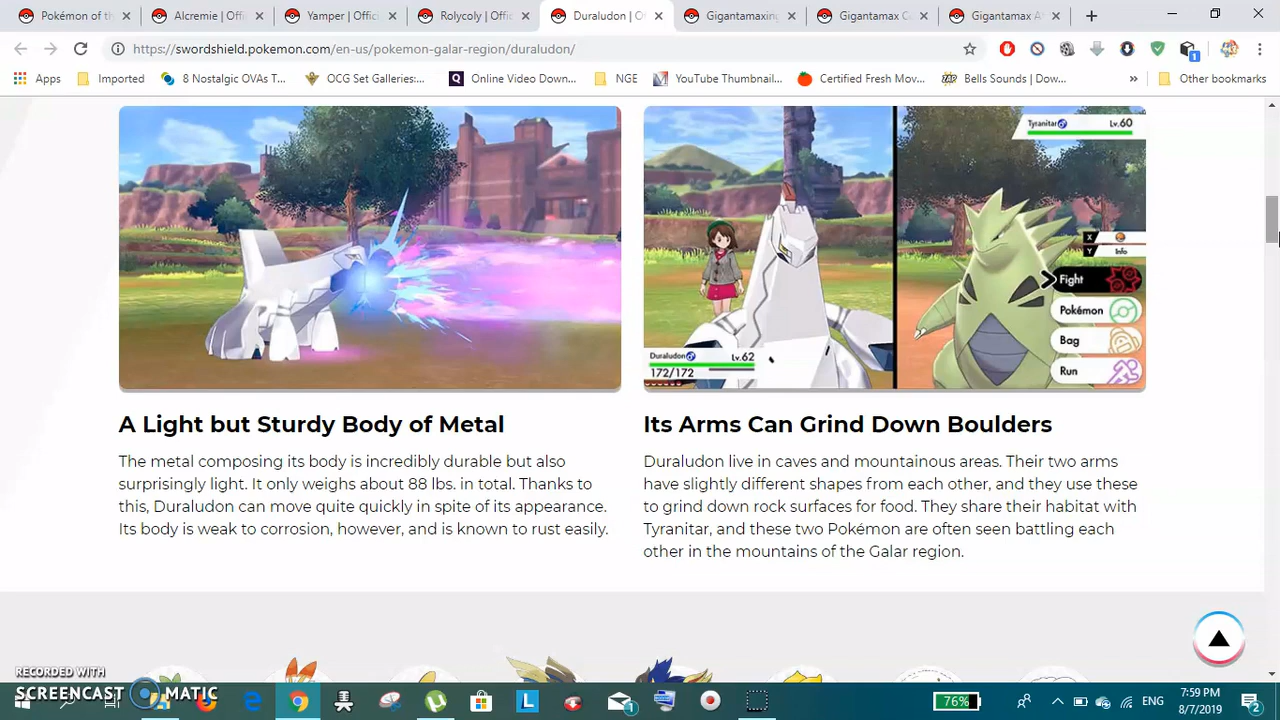 Pokémon of th
Alcremie | Offi
Yamper | Offici
Rolycoly | Offic
Duraludon | O
Gigantamaxing
Gigantamax C
Gigantamax A
https://swordshield.pokemon.com/en-us/pokemon-galar-region/duraludon/
Apps
Imported
8 Nostalgic OVAs T...
OCG Set Galleries:...
Online Video Down...
NGE
YouTube Thumbnail...
Certified Fresh Mov...
Bells Sounds | Dow...
Other bookmarks
Tyranitar♂ Lv.60
X
Y Info
Fight
Pokémon
Bag
Run
Duraludon♂ Lv.62
172/172
A Light but Sturdy Body of Metal
The metal composing its body is incredibly durable but also
surprisingly light. It only weighs about 88 lbs. in total. Thanks to
this, Duraludon can move quite quickly in spite of its appearance.
Its body is weak to corrosion, however, and is known to rust easily.
Its Arms Can Grind Down Boulders
Duraludon live in caves and mountainous areas. Their two arms
have slightly different shapes from each other, and they use these
to grind down rock surfaces for food. They share their habitat with
Tyranitar, and these two Pokémon are often seen battling each
other in the mountains of the Galar region.
RECORDED WITH
SCREENCAST MATIC
76%
ENG
7:59 PM
8/7/2019